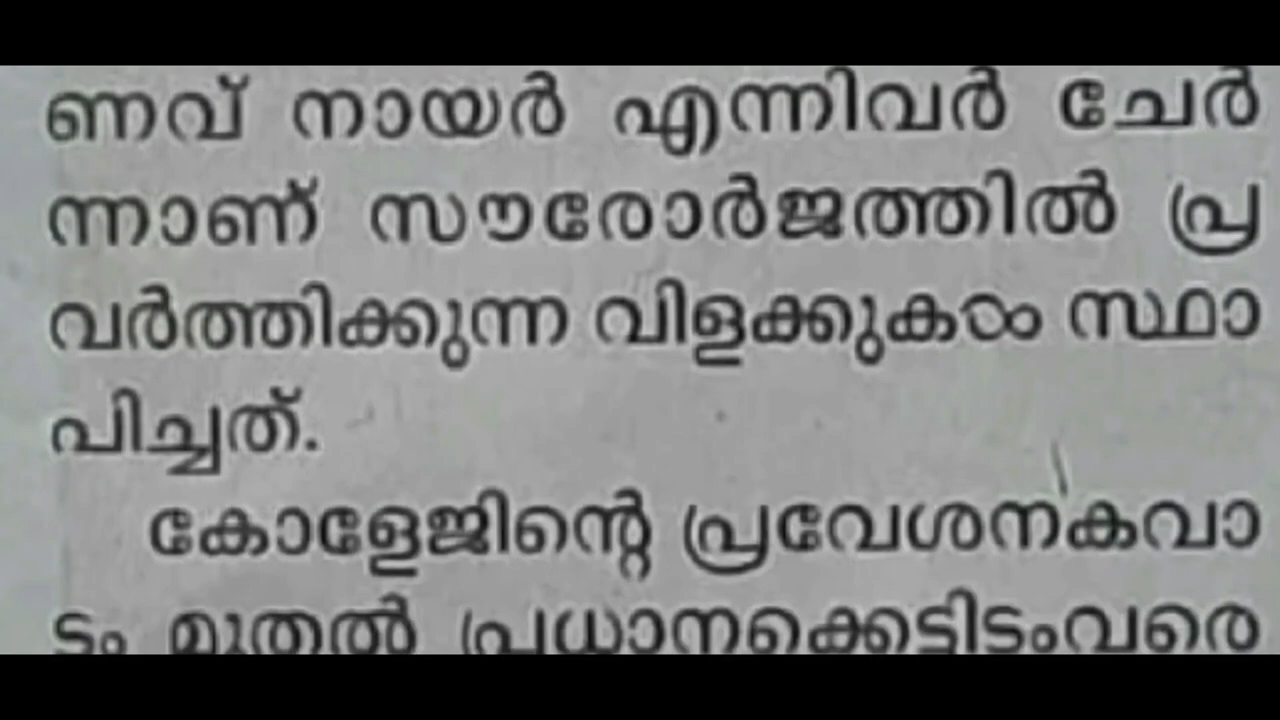 ണവ് നായർ എന്നിവർ ചേർ
ന്നാണ് സൗരോർജത്തിൽ പ്ര
വർത്തിക്കുന്ന വിളക്കുകൾ സ്ഥാ
പിച്ചത്.
കോളേജിന്റെ പ്രവേശനകവാ
ടം മുതൽ പ്രധാനക്കെട്ടിടംവരെ